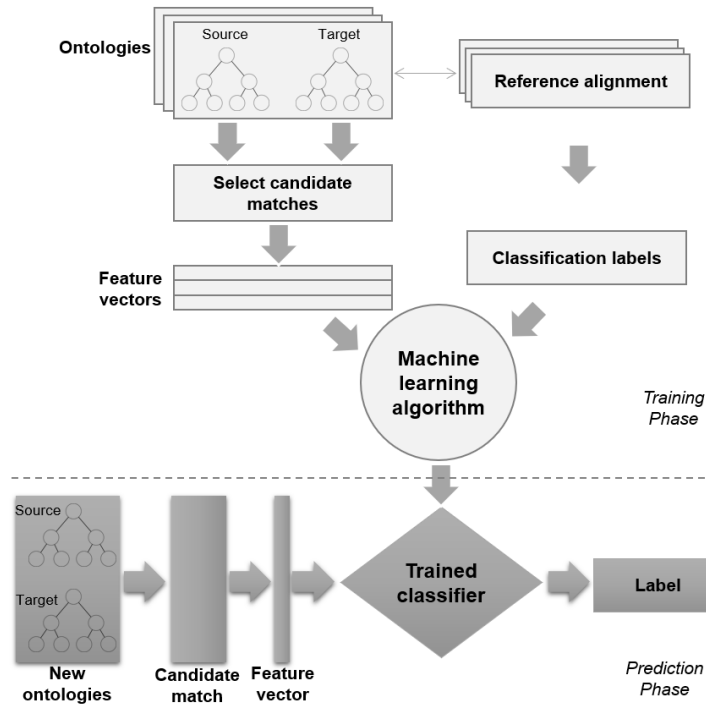 Source
Target
Ontologies
Reference alignment
Select candidate
matches
Classification labels
Feature
vectors
Machine
learning
algorithm
Training
Phase
Source
Target
Trained
classifier
Label
New
ontologies
Candidate
match
Feature
vector
Prediction
Phase